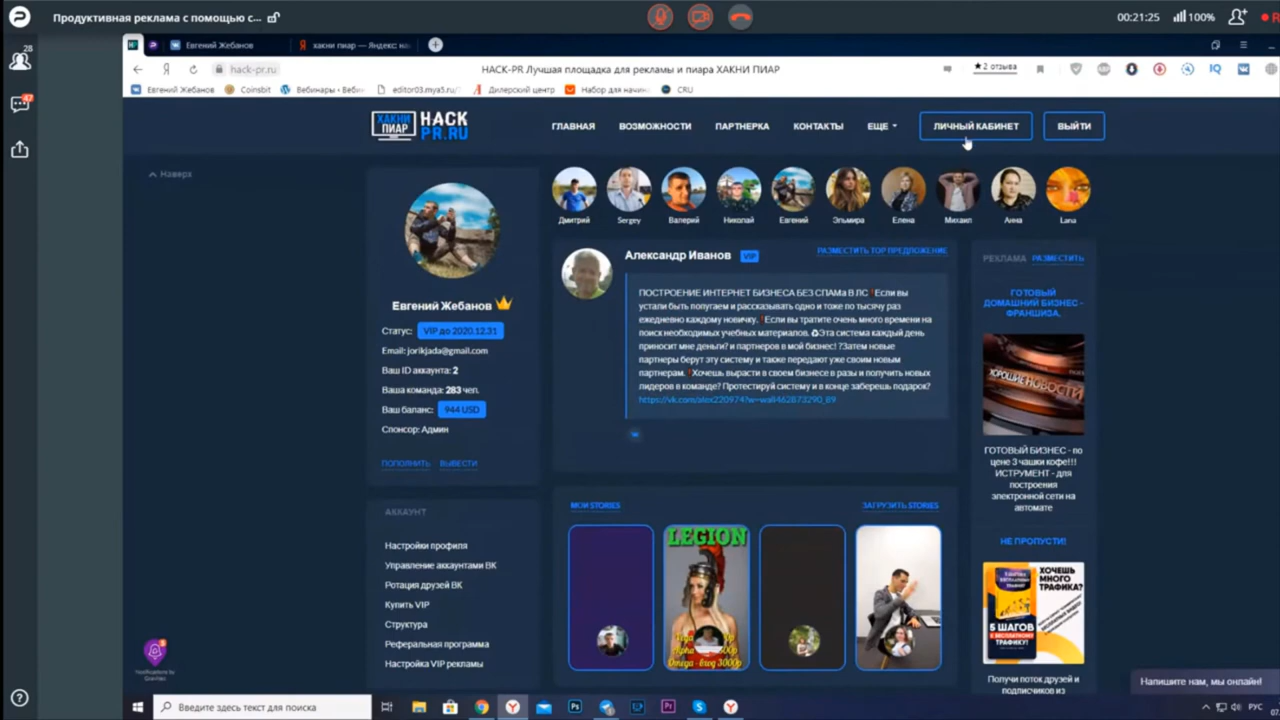 Продуктивная реклама с помощью с...
00:21:25
100%
28
47
Евгений Жебанов
хакни пиар — Яндекс на
hack-pr.ru
HACK-PR Лучшая площадка для рекламы и пиара ХАКНИ ПИАР
★ 2 отзыва
IQ
Евгений Жебанов
Coinsbit
Вебинары ‹ Веби
editor03.mya5.ru/
Дилерский центр
Набор для начин
CRU
ХАКНИ ПИАР
HACK PR.RU
ГЛАВНАЯ
ВОЗМОЖНОСТИ
ПАРТНЕРКА
КОНТАКТЫ
ЕЩЕ
ЛИЧНЫЙ КАБИНЕТ
ВЫЙТИ
Наверх
Дмитрий
Sergey
Валерий
Николай
Евгений
Эльмира
Елена
Михаил
Анна
Lana
Евгений Жебанов
Статус: VIP до 2020.12.31
Email: jorikjada@gmail.com
Ваш ID аккаунта: 2
Ваша команда: 283 чел.
Ваш баланс: 944 USD
Спонсор: Админ
ПОПОЛНИТЬ ВЫВЕСТИ
АККАУНТ
Настройки профиля
Управление аккаунтами ВК
Ротация друзей ВК
Купить VIP
Структура
Реферальная программа
Настройка VIP рекламы
Александр Иванов VIP
РАЗМЕСТИТЬ TOP ПРЕДЛОЖЕНИЕ
ПОСТРОЕНИЕ ИНТЕРНЕТ БИЗНЕСА БЕЗ СПАМа В ЛС ❗Если вы
устали быть попугаем и рассказывать одно и тоже по тысячу раз
ежедневно каждому новичку. ❗Если вы тратите очень много времени на
поиск необходимых учебных материалов. ♻Эта система каждый день
приносит мне деньги? и партнеров в мой бизнес! ?Затем новые
партнеры берут эту систему и также передают уже своим новым
партнерам. ❗Хочешь вырасти в своем бизнесе в разы и получить новых
лидеров в команде? Протестируй систему и в конце заберешь подарок?
МОИ STORIES
ЗАГРУЗИТЬ STORIES
LEGION
РЕКЛАМА РАЗМЕСТИТЬ
ГОТОВЫЙ
ДОМАШНИЙ БИЗНЕС -
ФРАНШИЗА,
ХОРОШИЕ НОВОСТИ
ГОТОВЫЙ БИЗНЕС - по
цене 3 чашки кофе!!!
ИСТРУМЕНТ - для
построения
электронной сети на
автомате
НЕ ПРОПУСТИ!
ХОЧЕШЬ
МНОГО
ТРАФИКА?
5 ШАГОВ
К БЕСПЛАТНОМУ
ТРАФИКУ!
Получи поток друзей и
подписчиков из
Напишите нам, мы онлайн!
Введите здесь текст для поиска
РУС